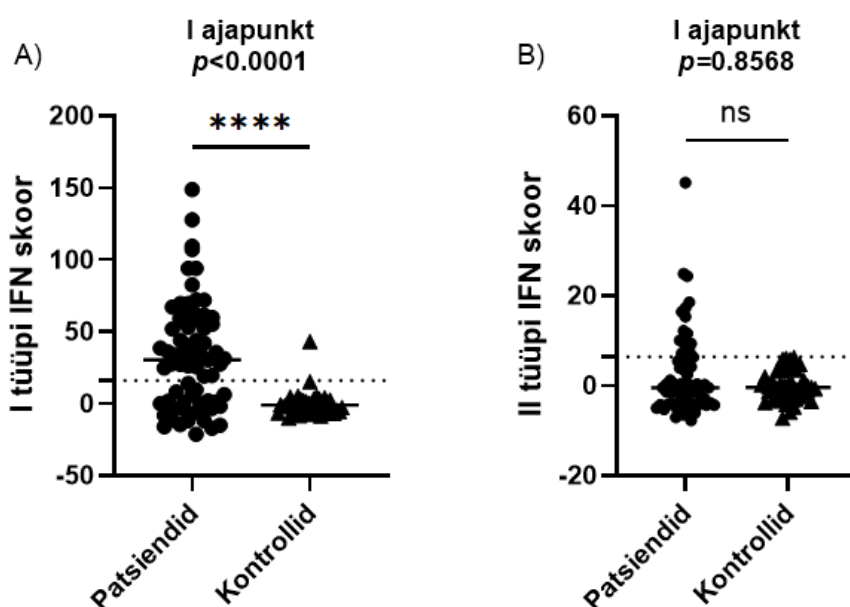 A)
I ajapunkt
p<0.0001
****
I tüüpi IFN skoor
200
150
100
50
0
-50
Patsiendid
Kontrollid
B)
I ajapunkt
p=0.8568
ns
II tüüpi IFN skoor
60
40
20
0
-20
Patsiendid
Kontrollid